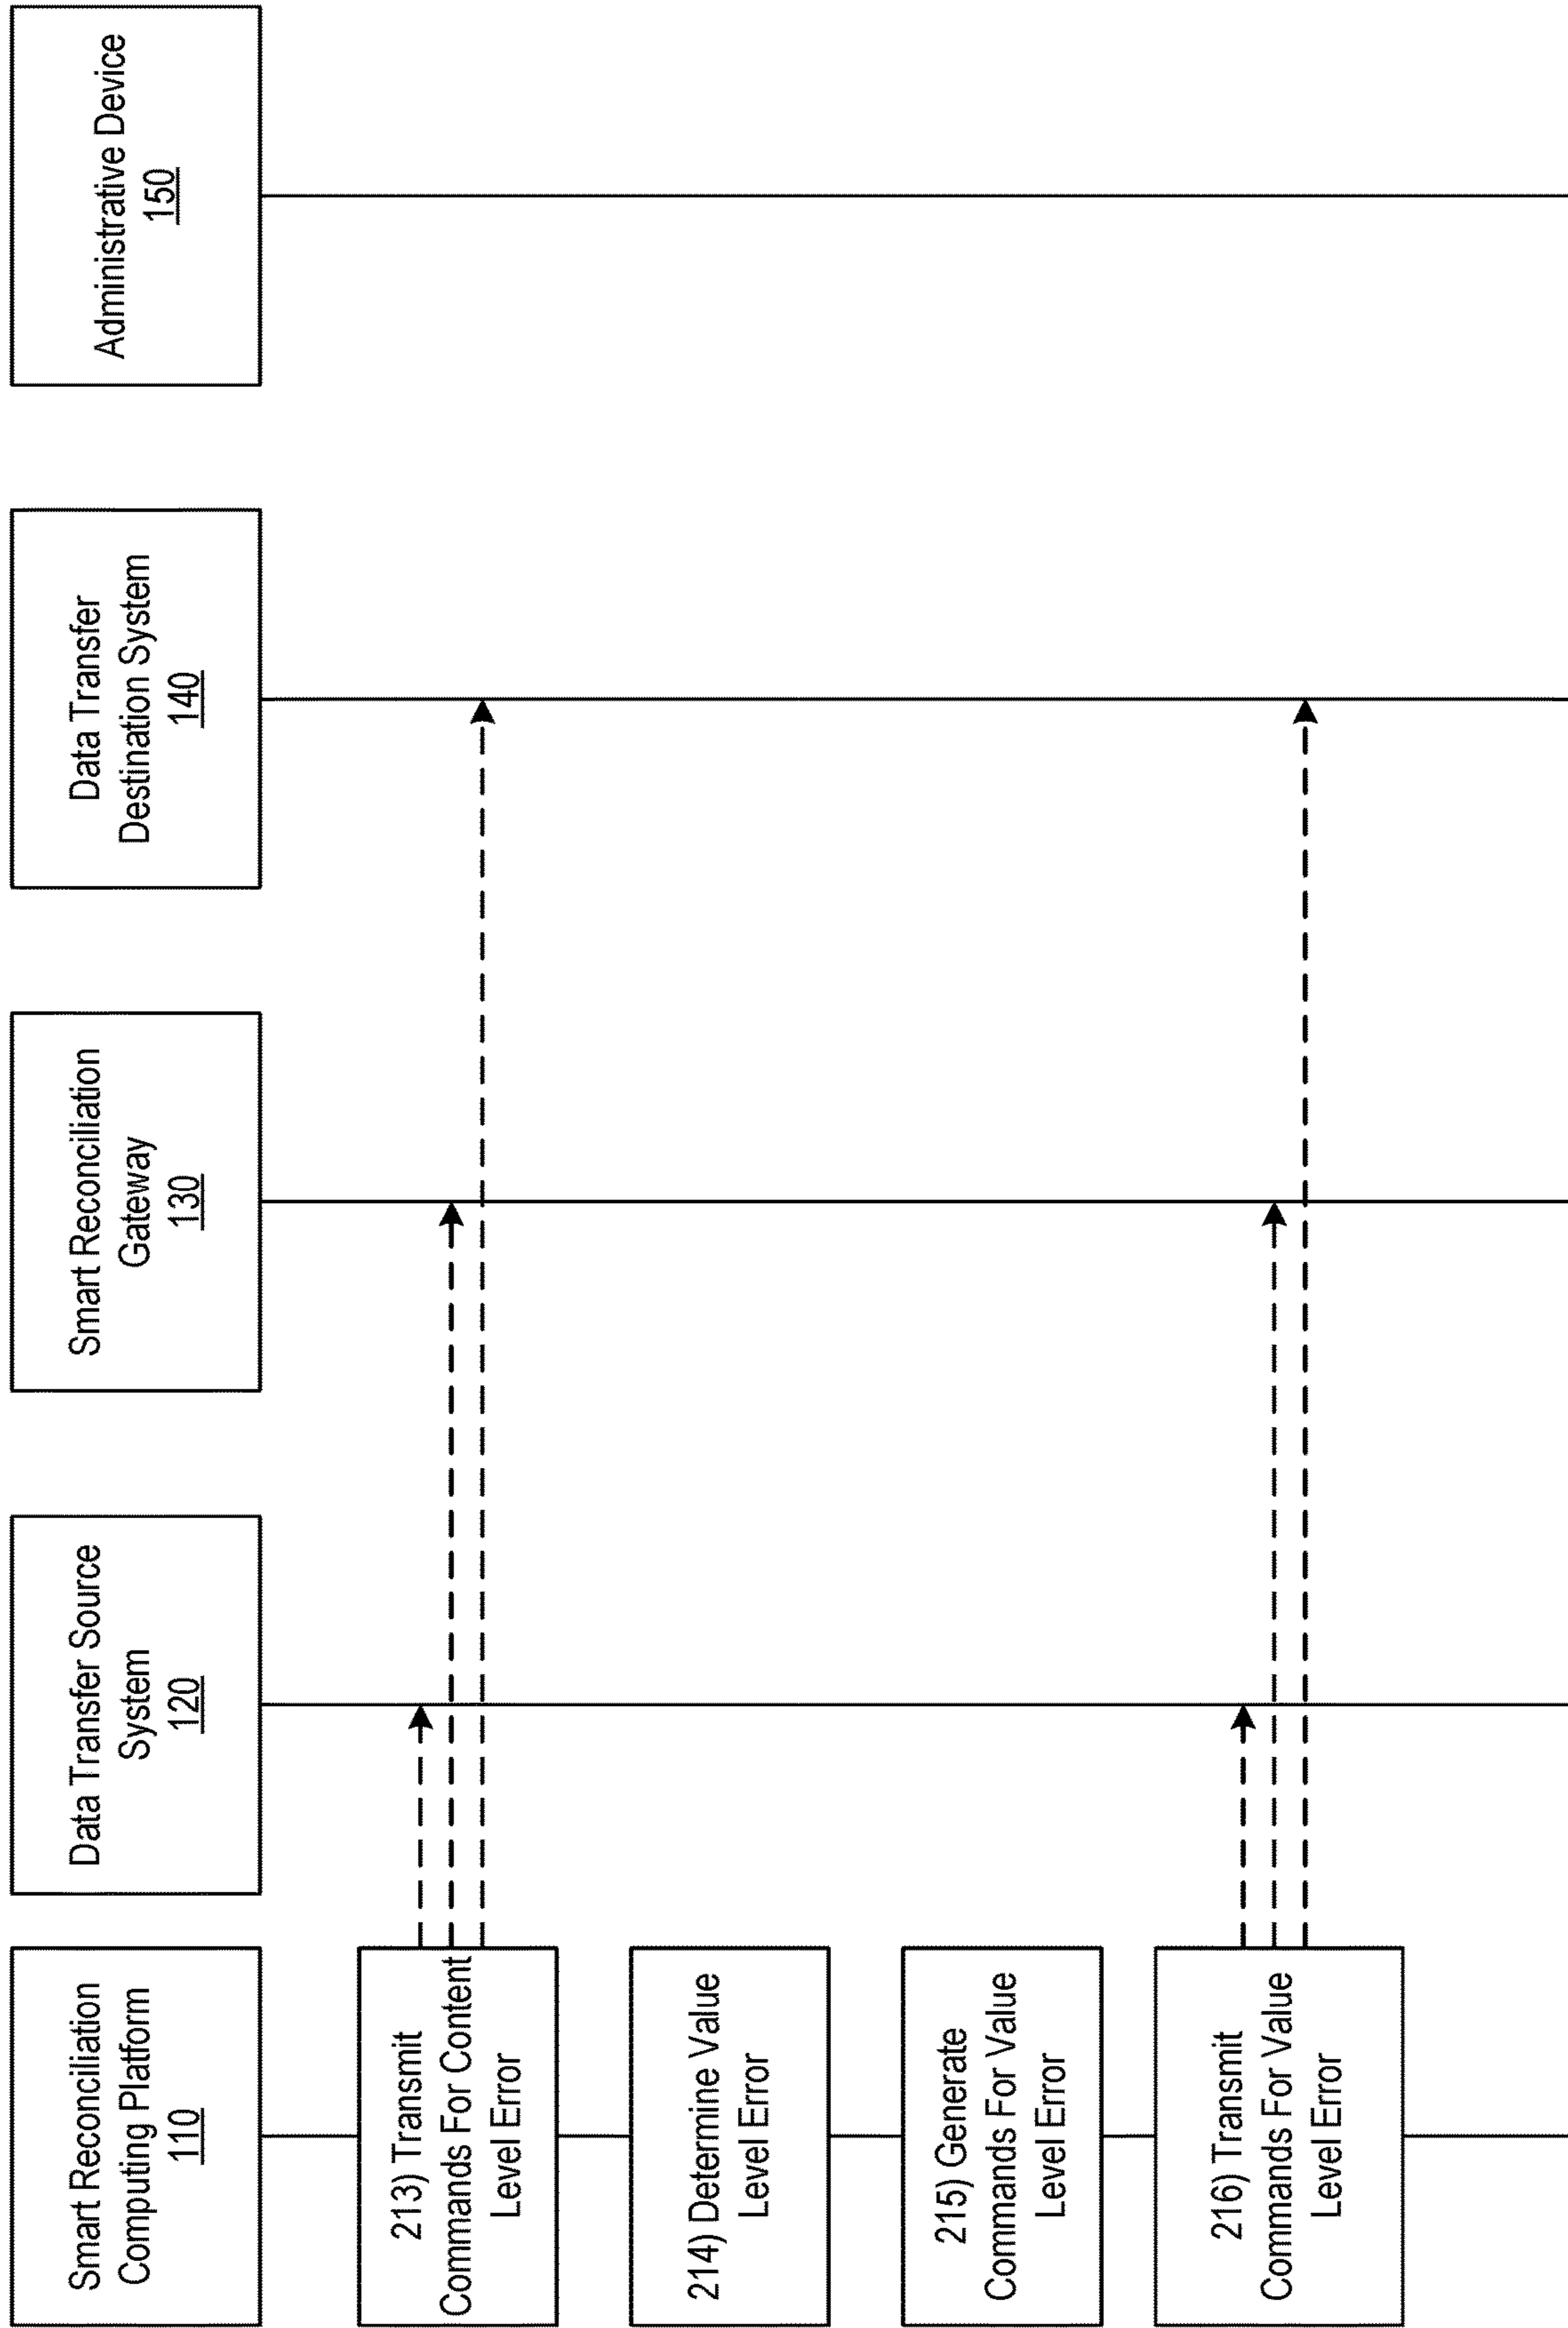 Smart Reconciliation
Computing Platform
110
Data Transfer Source
System
120
Smart Reconciliation
Gateway
130
Data Transfer
Destination System
140
Administrative Device
150
213) Transmit
Commands For Content
Level Error
214) Determine Value
Level Error
215) Generate
Commands For Value
Level Error
216) Transmit
Commands For Value
Level Error